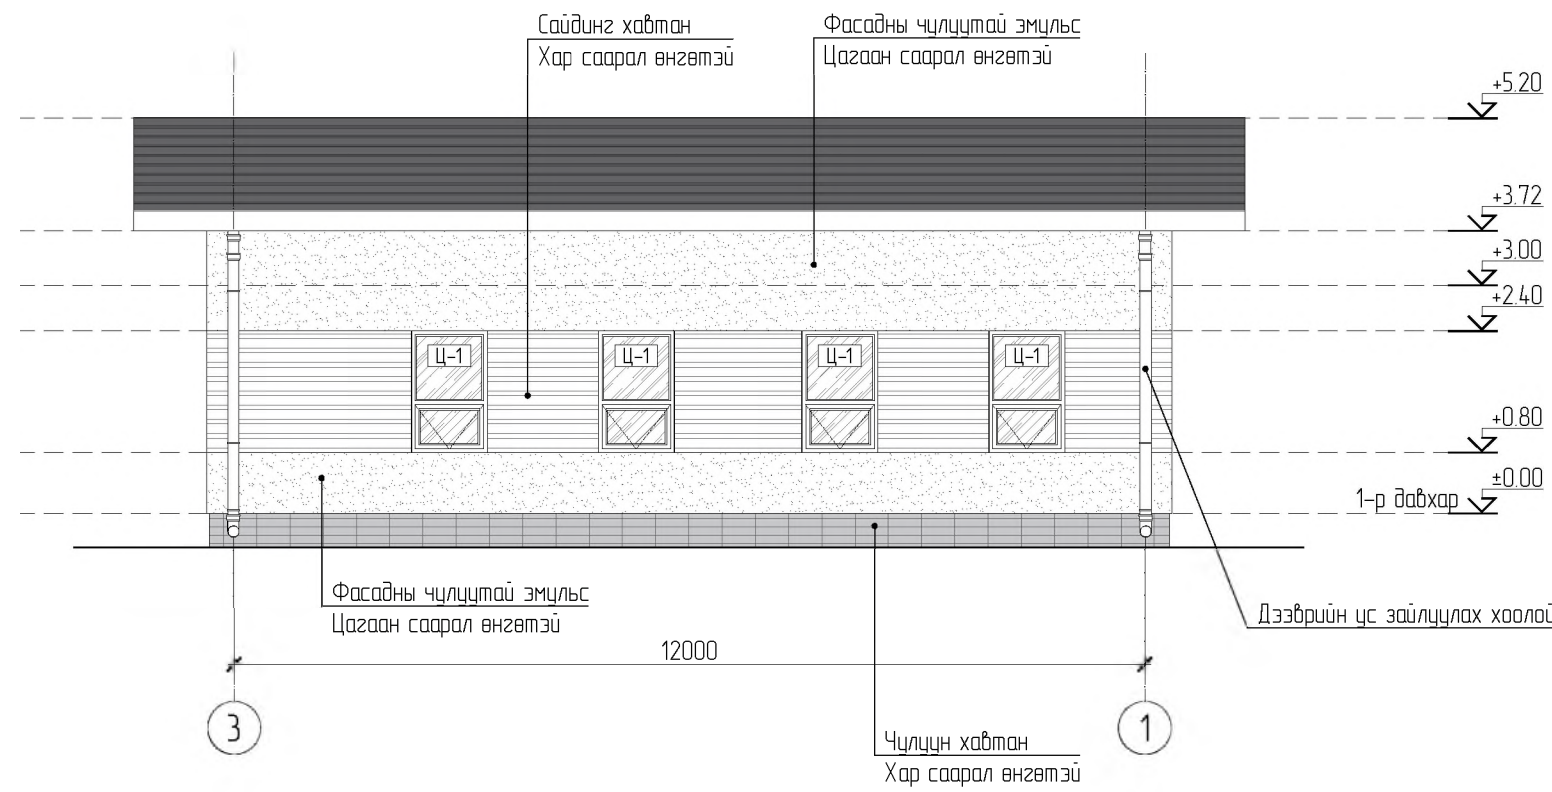 Сайдинг хавтан
Хар саарал өнгөтэй
Фасадны чулуутай эмульс
Цагаан саарал өнгөтэй
+5.20
+3.72
+3.00
+2.40
+0.80
±0.00
1-р давхар
Ц-1
Ц-1
Ц-1
Ц-1
Фасадны чулуутай эмульс
Цагаан саарал өнгөтэй
Дээврийн ус зайлуулах хоолой
12000
3
1
Чулуун хавтан
Хар саарал өнгөтэй